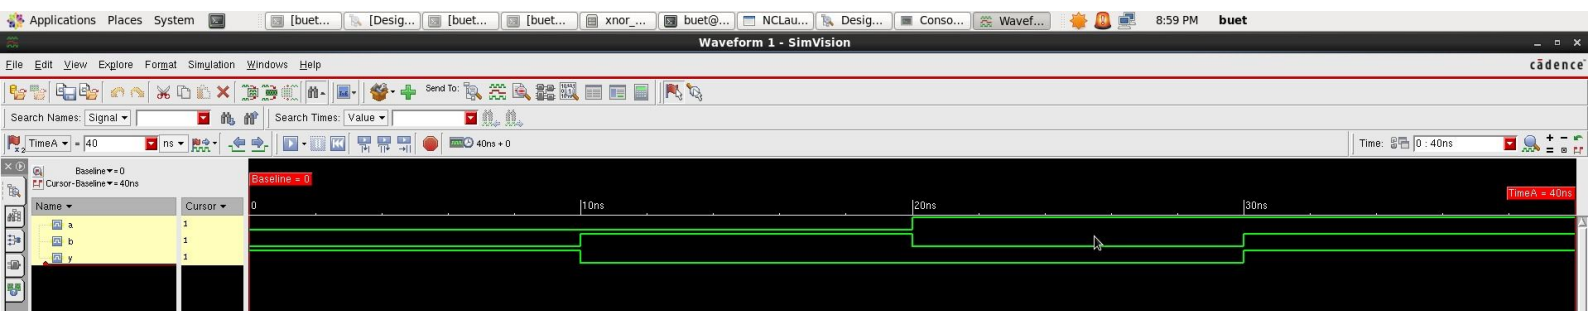 Applications Places System [buet... [Desig... [buet... [buet... xnor_... buet@... NCLau... Desig... Conso... Wavef... 8:59 PM buet
Waveform 1 - SimVision
File Edit View Explore Format Simulation Windows Help cādence
Send To:
Search Names: Signal Search Times: Value
TimeA = 40 ns 40ns + 0 Time: 0 : 40ns
Baseline = 0
Cursor-Baseline = 40ns
Baseline = 0
TimeA = 40ns
Name Cursor 0 10ns 20ns 30ns
a 1
b 1
y 1